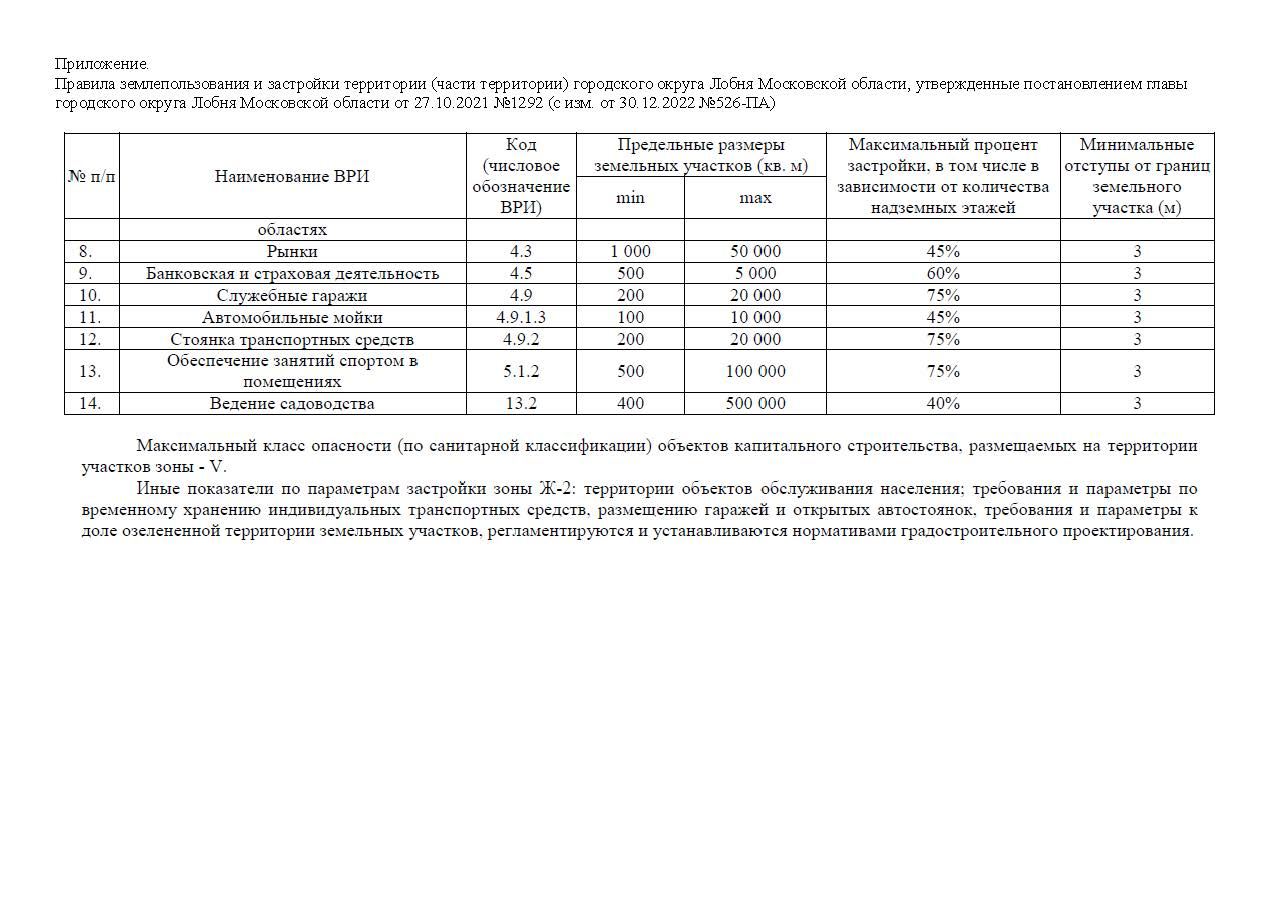 Приложение.
Правила землепользования и застройки территории (части территории) городского округа Лобня Московской области, утвержденные постановлением главы
городского округа Лобня Московской области от 27.10.2021 №1292 (с изм. от 30.12.2022 №526-ПА)
№ п/п
Наименование ВРИ
Код
(числовое
обозначение
ВРИ)
Предельные размеры
земельных участков (кв. м)
min
max
Максимальный процент
застройки, в том числе в
зависимости от количества
надземных этажей
Минимальные
отступы от границ
земельного
участка (м)
областях
8. Рынки 4.3 1 000 50 000 45% 3
9. Банковская и страховая деятельность 4.5 500 5 000 60% 3
10. Служебные гаражи 4.9 200 20 000 75% 3
11. Автомобильные мойки 4.9.1.3 100 10 000 45% 3
12. Стоянка транспортных средств 4.9.2 200 20 000 75% 3
13. Обеспечение занятий спортом в
помещениях 5.1.2 500 100 000 75% 3
14. Ведение садоводства 13.2 400 500 000 40% 3
Максимальный класс опасности (по санитарной классификации) объектов капитального строительства, размещаемых на территории
участков зоны - V.
Иные показатели по параметрам застройки зоны Ж-2: территории объектов обслуживания населения; требования и параметры по
временному хранению индивидуальных транспортных средств, размещению гаражей и открытых автостоянок, требования и параметры к
доле озелененной территории земельных участков, регламентируются и устанавливаются нормативами градостроительного проектирования.